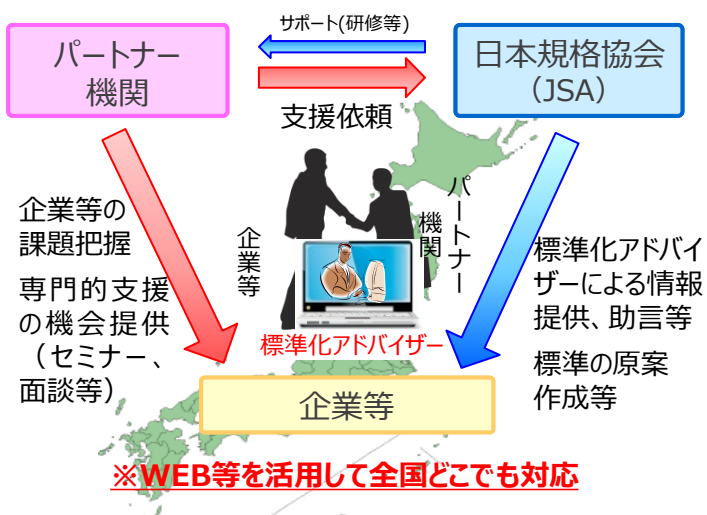 サポート(研修等)
パートナー
機関
日本規格協会
（JSA）
支援依頼
企業等の
課題把握
専門的支援
の機会提供
（セミナー、
面談等）
企業等
パートナー
機関
標準化アドバイザー
標準化アドバイ
ザーによる情報
提供、助言等
標準の原案
作成等
企業等
※WEB等を活用して全国どこでも対応